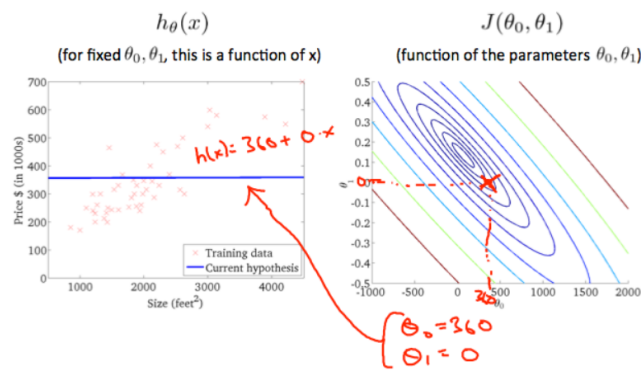 h_θ(x)
(for fixed θ₀, θ₁, this is a function of x)
700
600
500
400
300
200
100
0
Price $ (in 1000s)
h(x) = 360 + 0·x
Training data
Current hypothesis
1000
2000
3000
4000
Size (feet²)
J(θ₀, θ₁)
(function of the parameters θ₀, θ₁)
0.5
0.4
0.3
0.2
0.1
0
-0.1
-0.2
-0.3
-0.4
-0.5
θ₁
-1000
-500
0
500
1000
1500
2000
360
θ₀
θ₀ = 360
θ₁ = 0